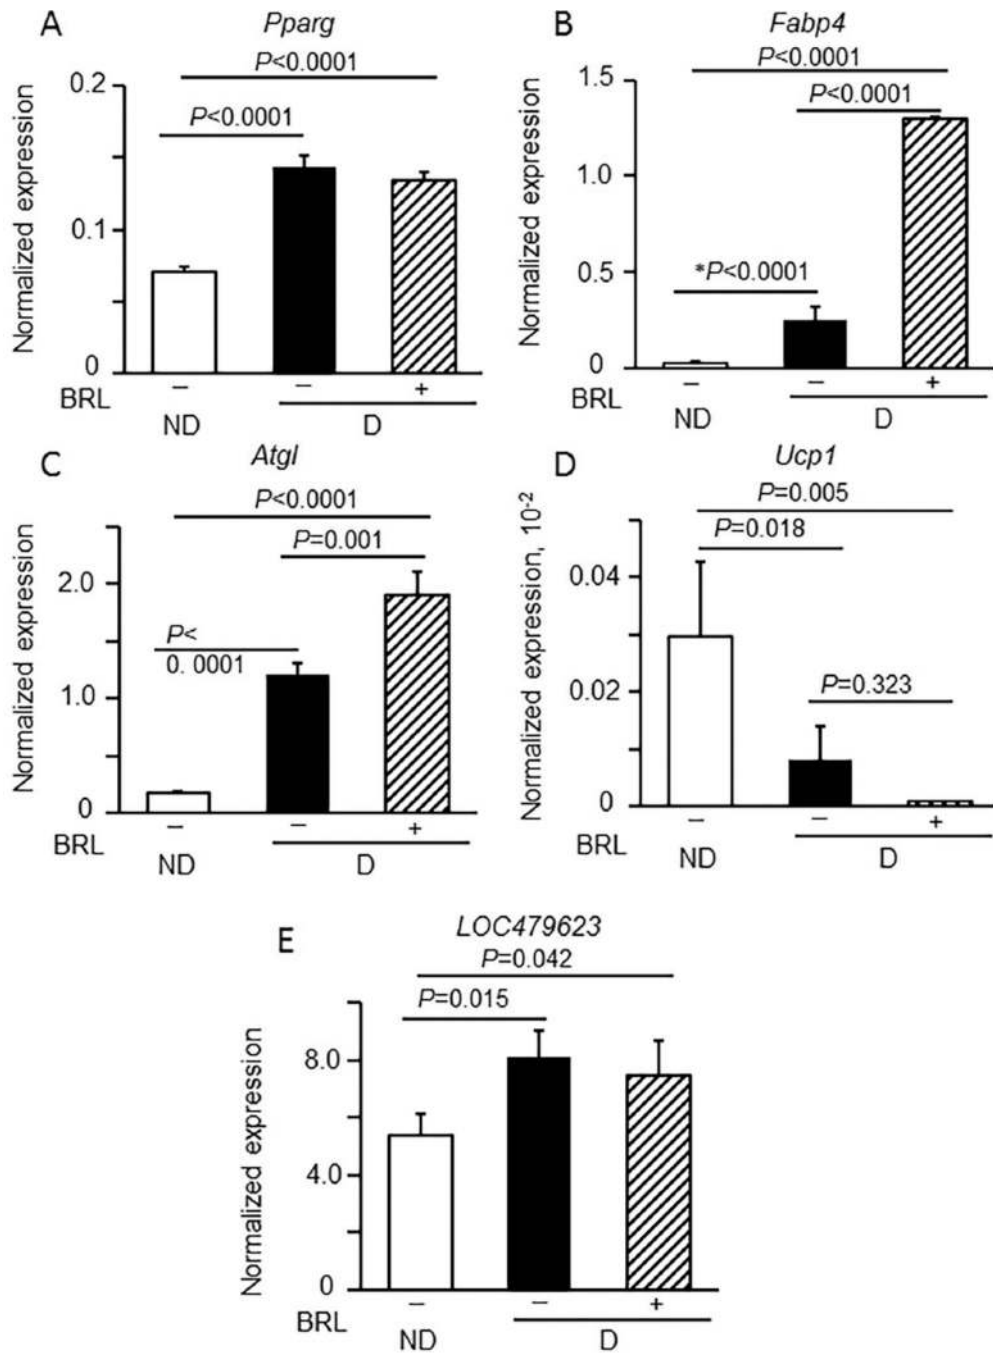 A
Pparg
P<0.0001
P<0.0001
Normalized expression
0.2
0.1
0
BRL
– – +
ND D
B
Fabp4
P<0.0001
P<0.0001
*P<0.0001
Normalized expression
1.5
1.0
0.5
0
BRL
– – +
ND D
C
Atgl
P<0.0001
P=0.001
P<
0. 0001
Normalized expression
2.0
1.0
0
BRL
– – +
ND D
D
Ucp1
P=0.005
P=0.018
P=0.323
Normalized expression, 10-2
0.04
0.02
0
BRL
– – +
ND D
E
LOC479623
P=0.042
P=0.015
Normalized expression
8.0
4.0
0
BRL
– – +
ND D